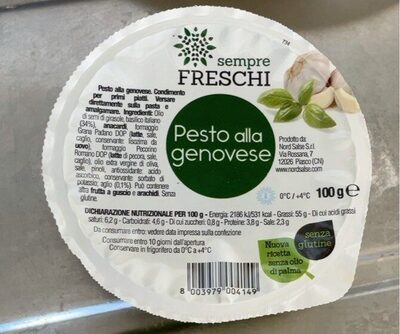 734
sempre
FRESCHI
Pesto alla genovese. Condimento
per primi piatti. Versare
direttamente sulla pasta e
amalgamare. Ingredienti: Olio
di semi di girasole, basilico italiano
(34%), anacardi, formaggio
Grana Padano DOP (latte, sale,
caglio, conservante lisozima da
uovo), formaggio Pecorino
Romano DOP (latte di pecora, sale,
caglio), olio extra vergine di oliva,
sale, pinoli, antiossidante: acido
ascorbico, conservante: sorbato di
potassio; aglio (0,1%). Può contenere
altra frutta a guscio e arachidi. Senza
glutine.
Pesto alla
genovese
Prodotto da:
Nord Salse S.r.l.
Via Rossana, 7
12026 Piasco (CN)
www.nordsalse.com
0°C / +4°C
100 g e
DICHIARAZIONE NUTRIZIONALE PER 100 g - Energia: 2186 kJ/531 kcal - Grassi: 55 g - Di cui acidi grassi
saturi: 6,2 g - Carboidrati: 4,6 g - Di cui zuccheri: 0,8 g - Proteine: 3,8 g - Sale: 2,3 g
Da consumarsi entro: vedere data impressa sulla confezione
Consumare entro 10 giorni dall'apertura
Conservare in frigorifero da 0°C a +4°C
Nuova
ricetta
senza olio
di palma
senza
glutine
8 003979 004149